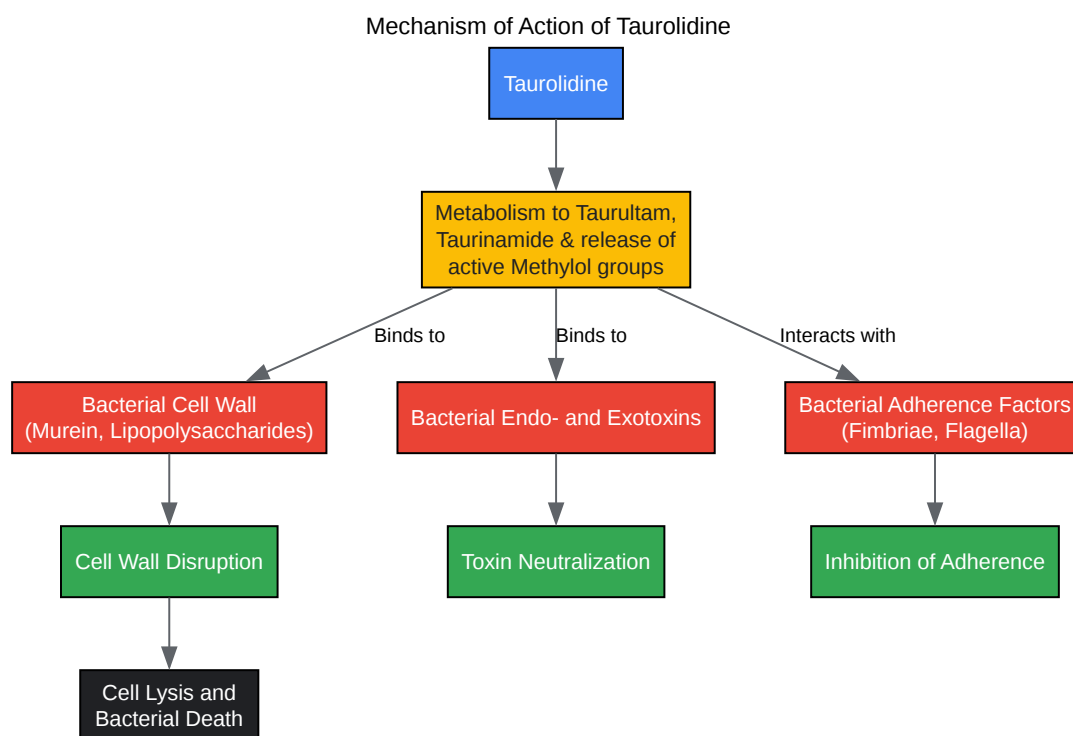 Mechanism of Action of Taurolidine
Taurolidine
Metabolism to Taurultam,
Taurinamide & release of
active Methylol groups
Binds to
Binds to
Interacts with
Bacterial Cell Wall
(Murein, Lipopolysaccharides)
Bacterial Endo- and Exotoxins
Bacterial Adherence Factors
(Fimbriae, Flagella)
Cell Wall Disruption
Toxin Neutralization
Inhibition of Adherence
Cell Lysis and
Bacterial Death